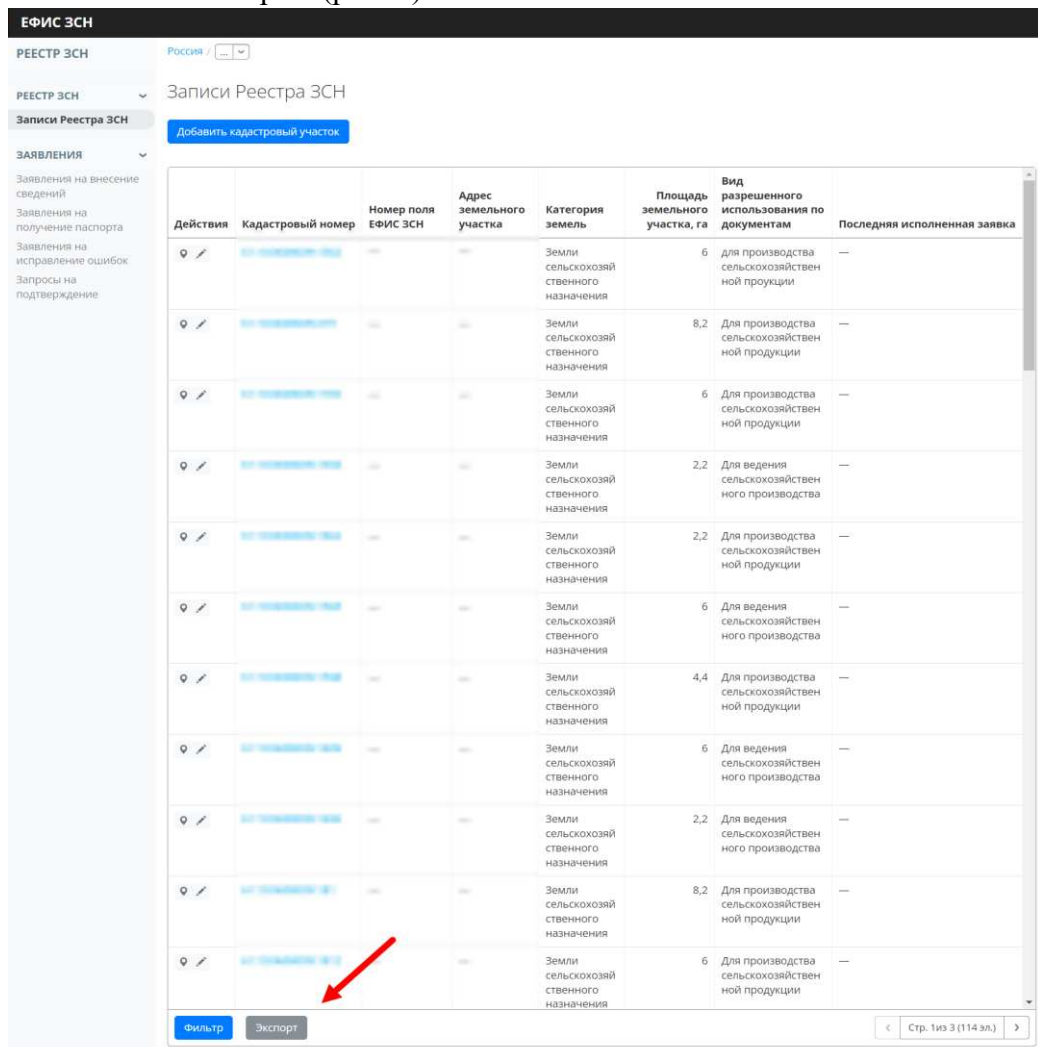 ЕФИС ЗСН
РЕЕСТР ЗСН
Россия / ...
РЕЕСТР ЗСН
Записи Реестра ЗСН
ЗАЯВЛЕНИЯ
Заявления на внесение
сведений
Заявления на
получение паспорта
Заявления на
исправление ошибок
Запросы на
подтверждение
Записи Реестра ЗСН
Добавить кадастровый участок
Действия
Кадастровый номер
Номер поля
ЕФИС ЗСН
Адрес
земельного
участка
Категория
земель
Площадь
земельного
участка, га
Вид
разрешенного
использования по
документам
Последняя исполненная заявка
Земли
сельскохозяй
ственного
назначения
6
для производства
сельскохозяйствен
ной проукции
—
Земли
сельскохозяй
ственного
назначения
8,2
Для производства
сельскохозяйствен
ной продукции
—
Земли
сельскохозяй
ственного
назначения
6
Для производства
сельскохозяйствен
ной продукции
—
Земли
сельскохозяй
ственного
назначения
2,2
Для ведения
сельскохозяйствен
ного производства
—
Земли
сельскохозяй
ственного
назначения
2,2
Для производства
сельскохозяйствен
ной продукции
—
Земли
сельскохозяй
ственного
назначения
6
Для ведения
сельскохозяйствен
ного производства
—
Земли
сельскохозяй
ственного
назначения
4,4
Для производства
сельскохозяйствен
ной продукции
—
Земли
сельскохозяй
ственного
назначения
6
Для ведения
сельскохозяйствен
ного производства
—
Земли
сельскохозяй
ственного
назначения
2,2
Для ведения
сельскохозяйствен
ного производства
—
Земли
сельскохозяй
ственного
назначения
8,2
Для производства
сельскохозяйствен
ной продукции
—
Земли
сельскохозяй
ственного
назначения
6
Для производства
сельскохозяйствен
ной продукции
—
Фильтр
Экспорт
Стр. 1из 3 (114 эл.)